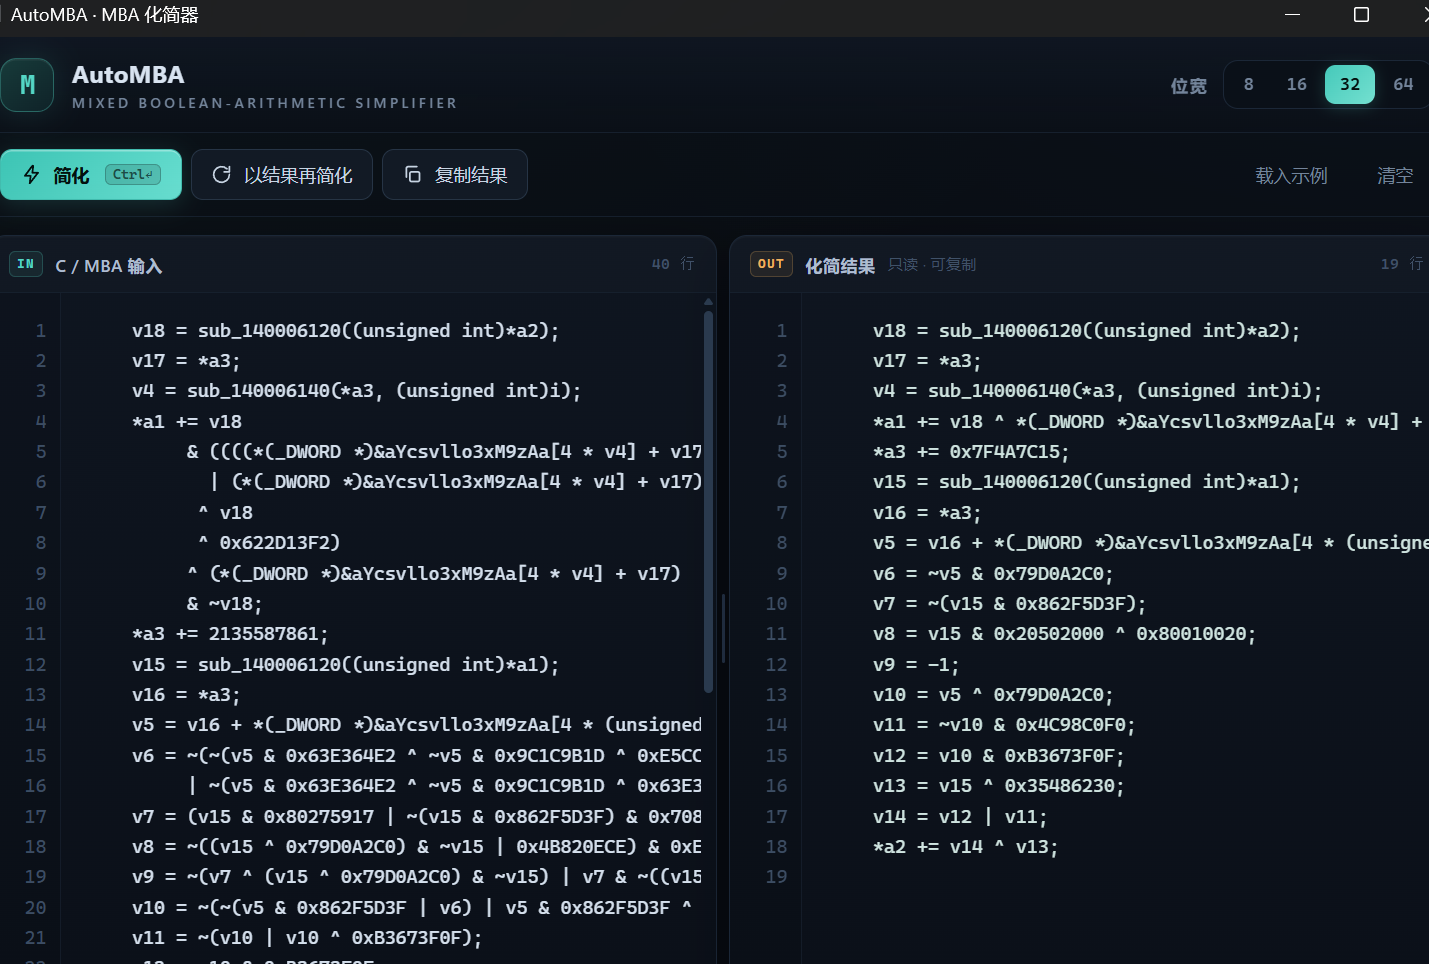 AutoMBA · MBA 化简器
M
AutoMBA
MIXED BOOLEAN-ARITHMETIC SIMPLIFIER
位宽 8 16 32 64
简化 Ctrl↵ 以结果再简化 复制结果 载入示例 清空
IN C / MBA 输入 40 行
1 v18 = sub_140006120((unsigned int)*a2);
2 v17 = *a3;
3 v4 = sub_140006140(*a3, (unsigned int)i);
4 *a1 += v18
5 & ((((*(_DWORD *)&aYcsvllo3xM9zAa[4 * v4] + v17
6 | (*(_DWORD *)&aYcsvllo3xM9zAa[4 * v4] + v17)
7 ^ v18
8 ^ 0x622D13F2)
9 ^ (*(_DWORD *)&aYcsvllo3xM9zAa[4 * v4] + v17)
10 & ~v18;
11 *a3 += 2135587861;
12 v15 = sub_140006120((unsigned int)*a1);
13 v16 = *a3;
14 v5 = v16 + *(_DWORD *)&aYcsvllo3xM9zAa[4 * (unsigned
15 v6 = ~(~(v5 & 0x63E364E2 ^ ~v5 & 0x9C1C9B1D ^ 0xE5CC
16 | ~(v5 & 0x63E364E2 ^ ~v5 & 0x9C1C9B1D ^ 0x63E3
17 v7 = (v15 & 0x80275917 | ~(v15 & 0x862F5D3F) & 0x708
18 v8 = ~((v15 ^ 0x79D0A2C0) & ~v15 | 0x4B820ECE) & 0xE
19 v9 = ~(v7 ^ (v15 ^ 0x79D0A2C0) & ~v15) | v7 & ~((v15
20 v10 = ~(~(v5 & 0x862F5D3F | v6) | v5 & 0x862F5D3F ^
21 v11 = ~(v10 | v10 ^ 0xB3673F0F);
OUT 化简结果 只读 · 可复制 19 行
1 v18 = sub_140006120((unsigned int)*a2);
2 v17 = *a3;
3 v4 = sub_140006140(*a3, (unsigned int)i);
4 *a1 += v18 ^ *(_DWORD *)&aYcsvllo3xM9zAa[4 * v4] +
5 *a3 += 0x7F4A7C15;
6 v15 = sub_140006120((unsigned int)*a1);
7 v16 = *a3;
8 v5 = v16 + *(_DWORD *)&aYcsvllo3xM9zAa[4 * (unsigne
9 v6 = ~v5 & 0x79D0A2C0;
10 v7 = ~(v15 & 0x862F5D3F);
11 v8 = v15 & 0x20502000 ^ 0x80010020;
12 v9 = -1;
13 v10 = v5 ^ 0x79D0A2C0;
14 v11 = ~v10 & 0x4C98C0F0;
15 v12 = v10 & 0xB3673F0F;
16 v13 = v15 ^ 0x35486230;
17 v14 = v12 | v11;
18 *a2 += v14 ^ v13;
19